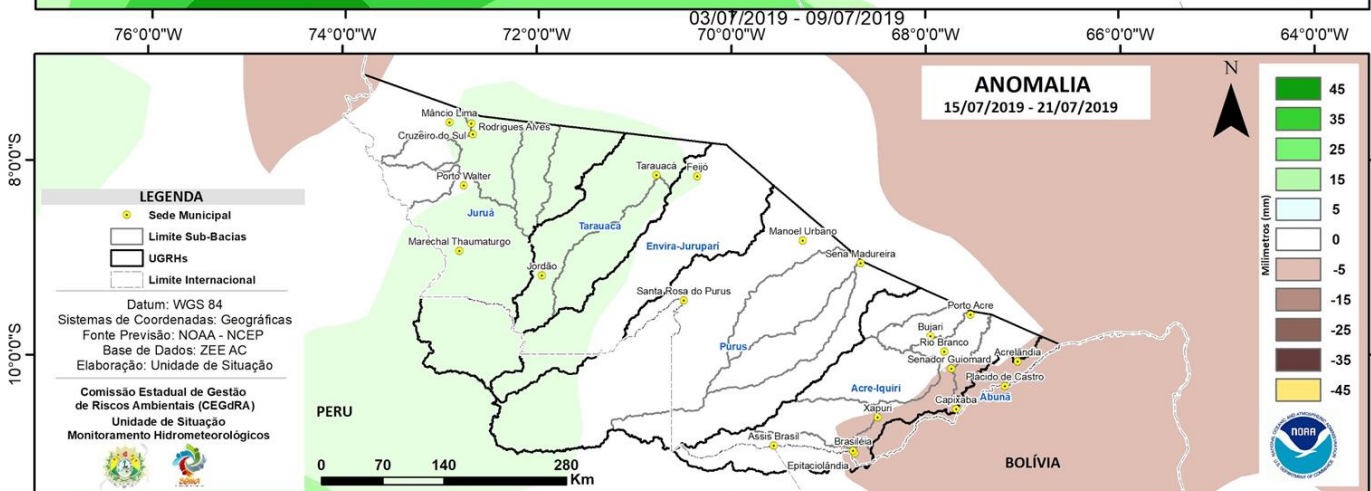 03/07/2019 - 09/07/2019
76°0'0"W
74°0'0"W
72°0'0"W
70°0'0"W
68°0'0"W
66°0'0"W
64°0'0"W
ANOMALIA
15/07/2019 - 21/07/2019
N
8°0'0"S
10°0'0"S
Mâncio Lima
Rodrigues Alves
Cruzeiro do Sul
Porto Walter
Juruá
Tarauacá
Feijó
Tarauacá
Marechal Thaumaturgo
Jordão
Envira-Jurupari
Manoel Urbano
Sena Madureira
Santa Rosa do Purus
Purus
Porto Acre
Bujari
Rio Branco
Senador Guiomard
Acrelândia
Plácido de Castro
Abunã
Acre-Iquiri
Capixaba
Xapuri
Assis Brasil
Brasiléia
Epitaciolândia
PERU
BOLÍVIA
LEGENDA
Sede Municipal
Limite Sub-Bacias
UGRHs
Limite Internacional
Datum: WGS 84
Sistemas de Coordenadas: Geográficas
Fonte Previsão: NOAA - NCEP
Base de Dados: ZEE AC
Elaboração: Unidade de Situação
Comissão Estadual de Gestão
de Riscos Ambientais (CEGdRA)
Unidade de Situação
Monitoramento Hidrometeorológicos
0 70 140 280
Km
Milímetros (mm)
45
35
25
15
5
0
-5
-15
-25
-35
-45
NOAA